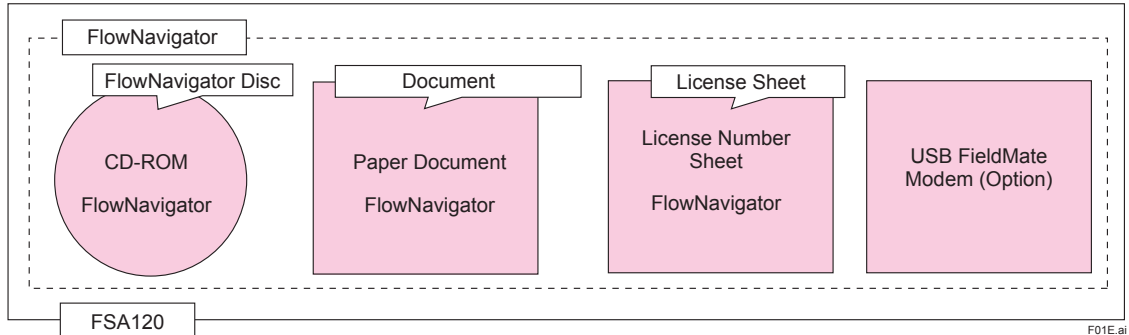 FlowNavigator
FlowNavigator Disc
Document
License Sheet
CD-ROM
FlowNavigator
Paper Document
FlowNavigator
License Number
Sheet
FlowNavigator
USB FieldMate
Modem (Option)
FSA120
F01E.ai